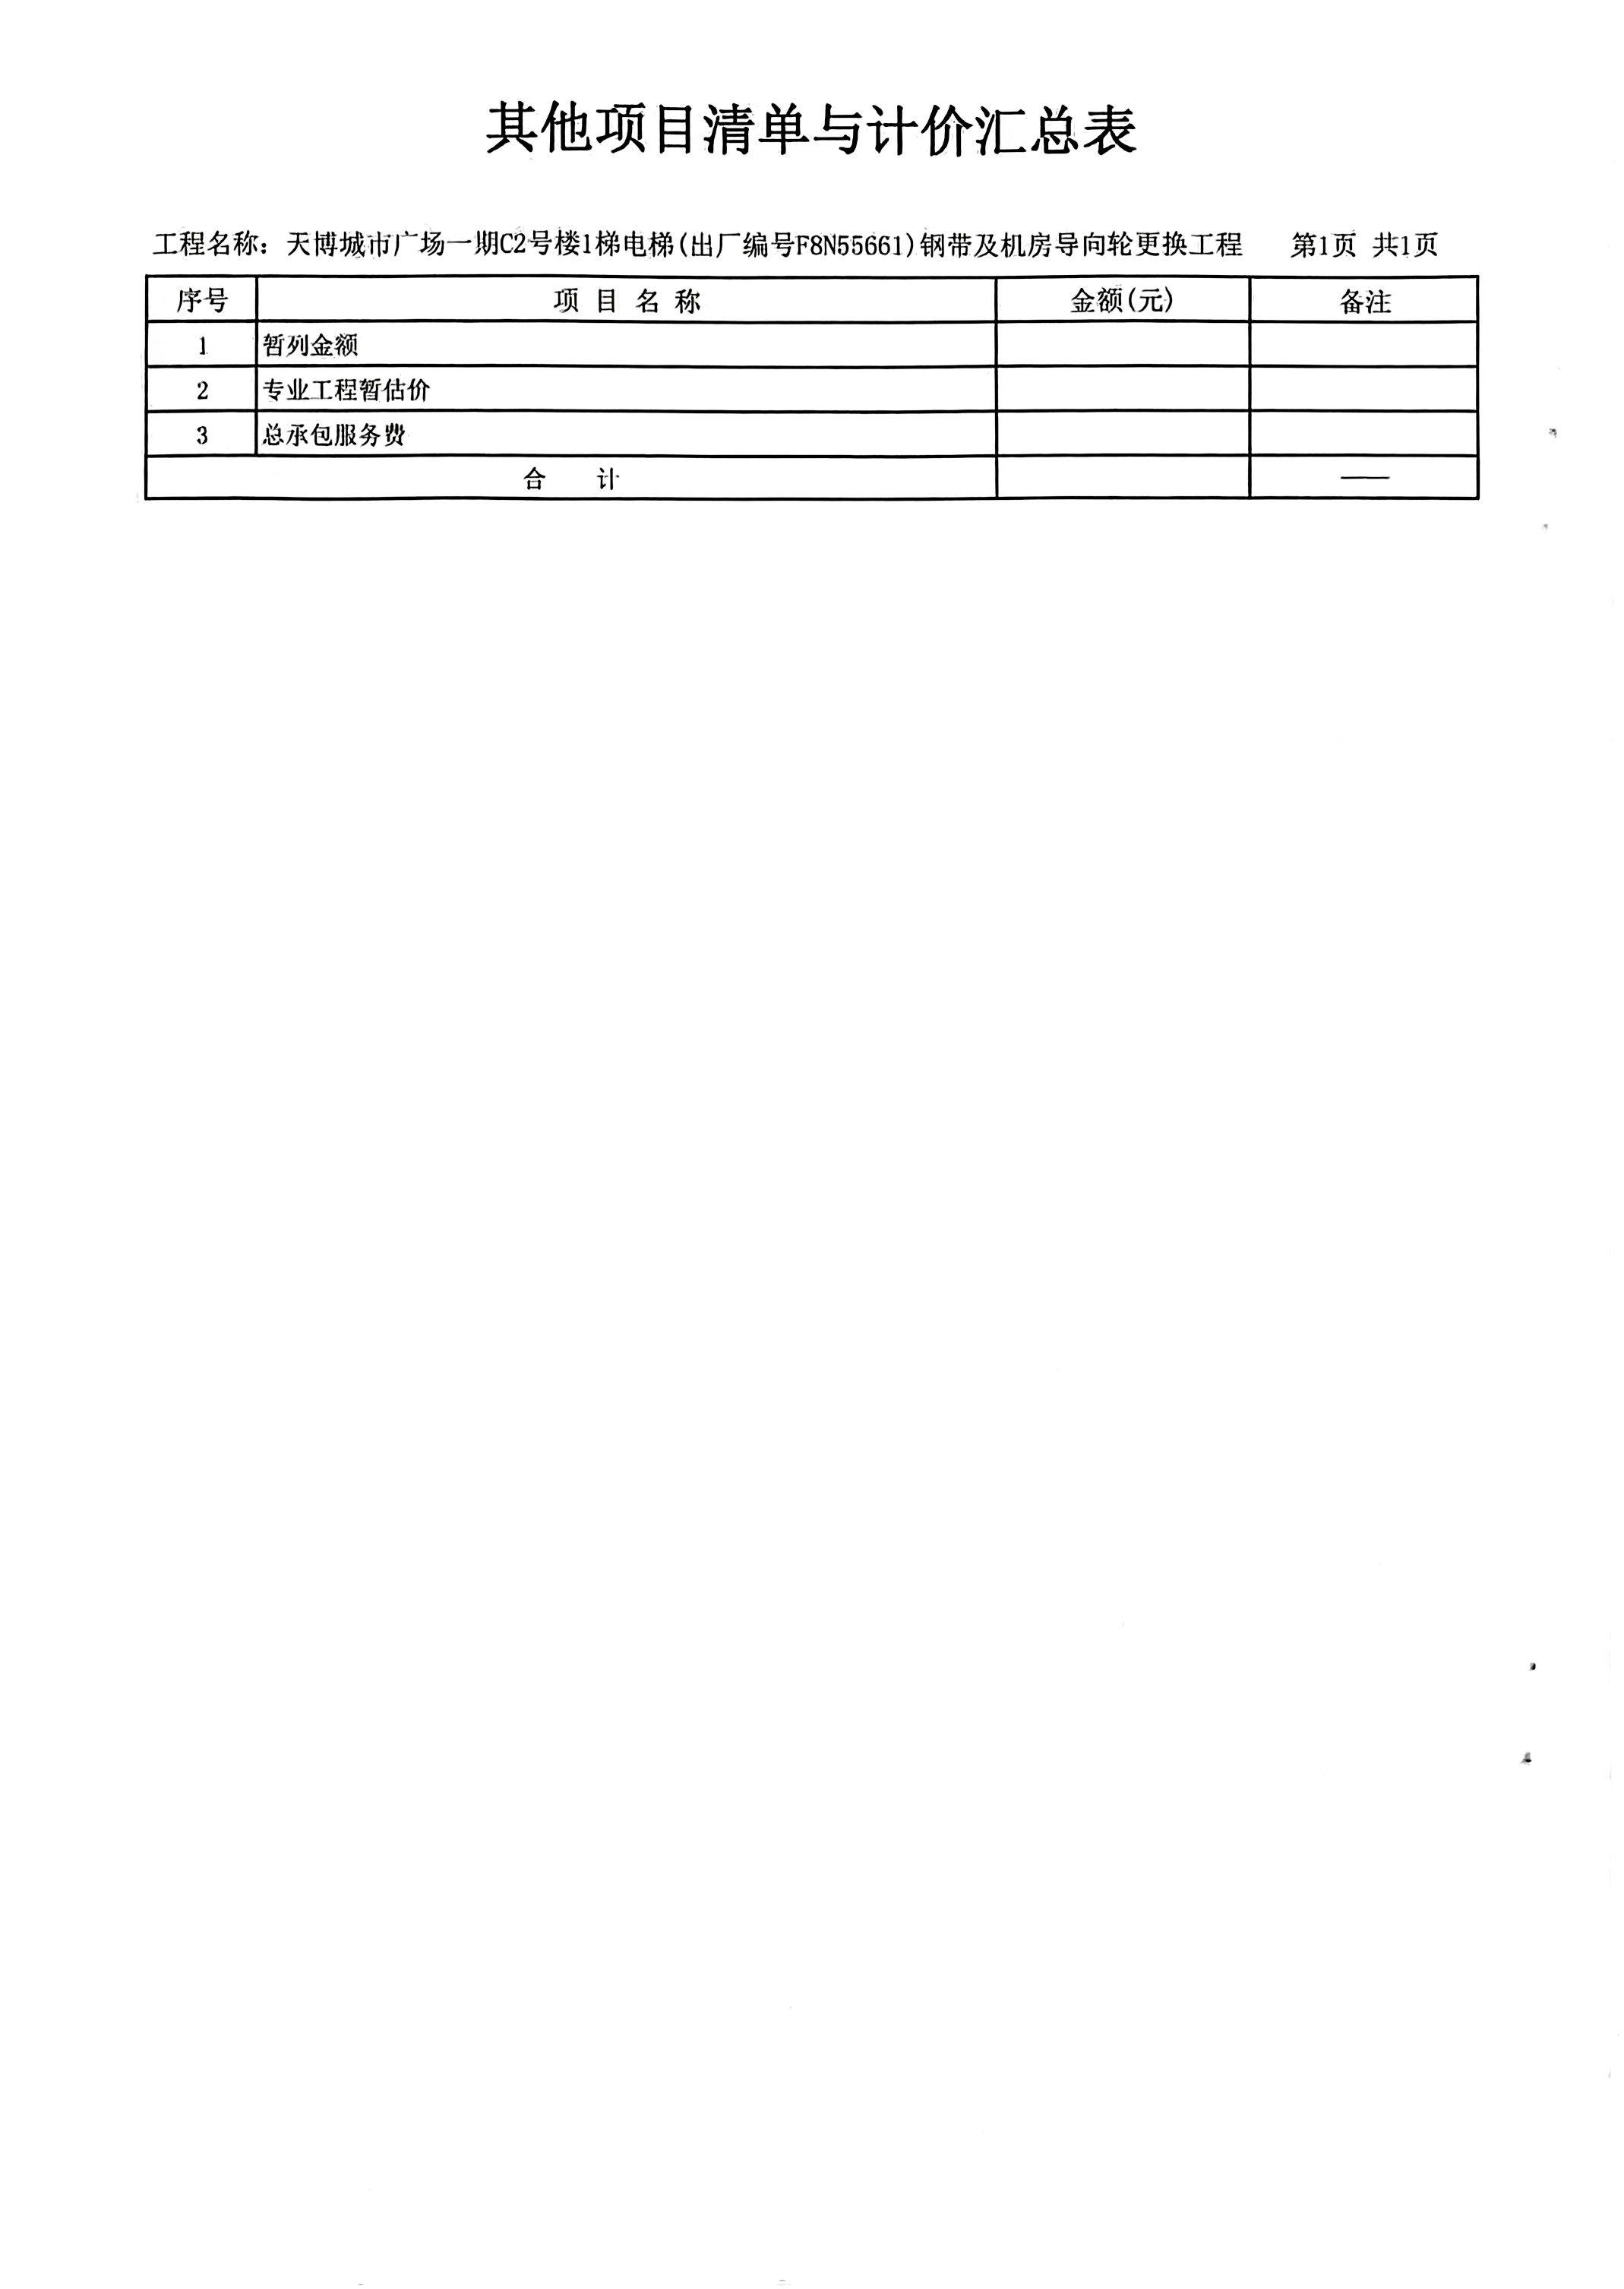 其他项目清单与计价汇总表
工程名称：天博城市广场一期C2号楼1梯电梯(出厂编号F8N55661)钢带及机房导向轮更换工程 第1页 共1页
序号 项 目 名 称 金额(元) 备注
1 暂列金额
2 专业工程暂估价
3 总承包服务费
合 计 ——